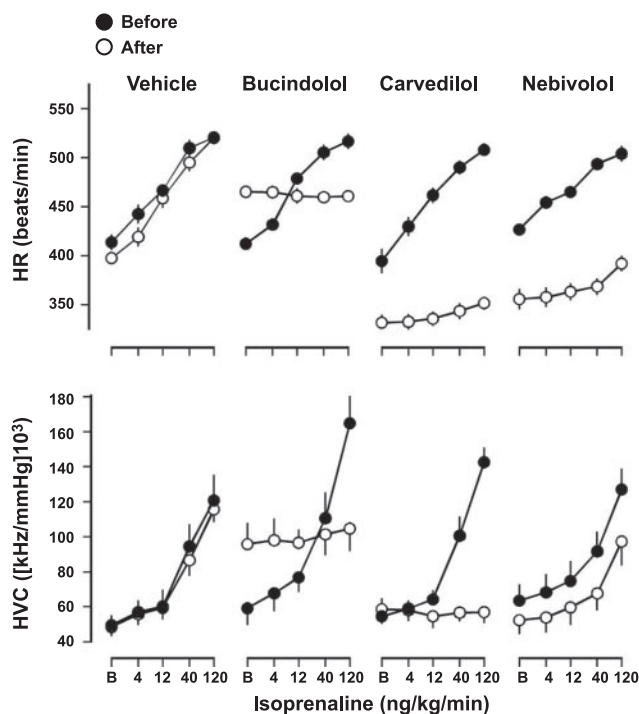 Before
After
Vehicle Bucindolol Carvedilol Nebivolol
HR (beats/min)
550
500
450
400
350
HVC ([kHz/mmHg]10³)
180
160
140
120
100
80
60
40
B 4 12 40 120 B 4 12 40 120 B 4 12 40 120 B 4 12 40 120
Isoprenaline (ng/kg/min)